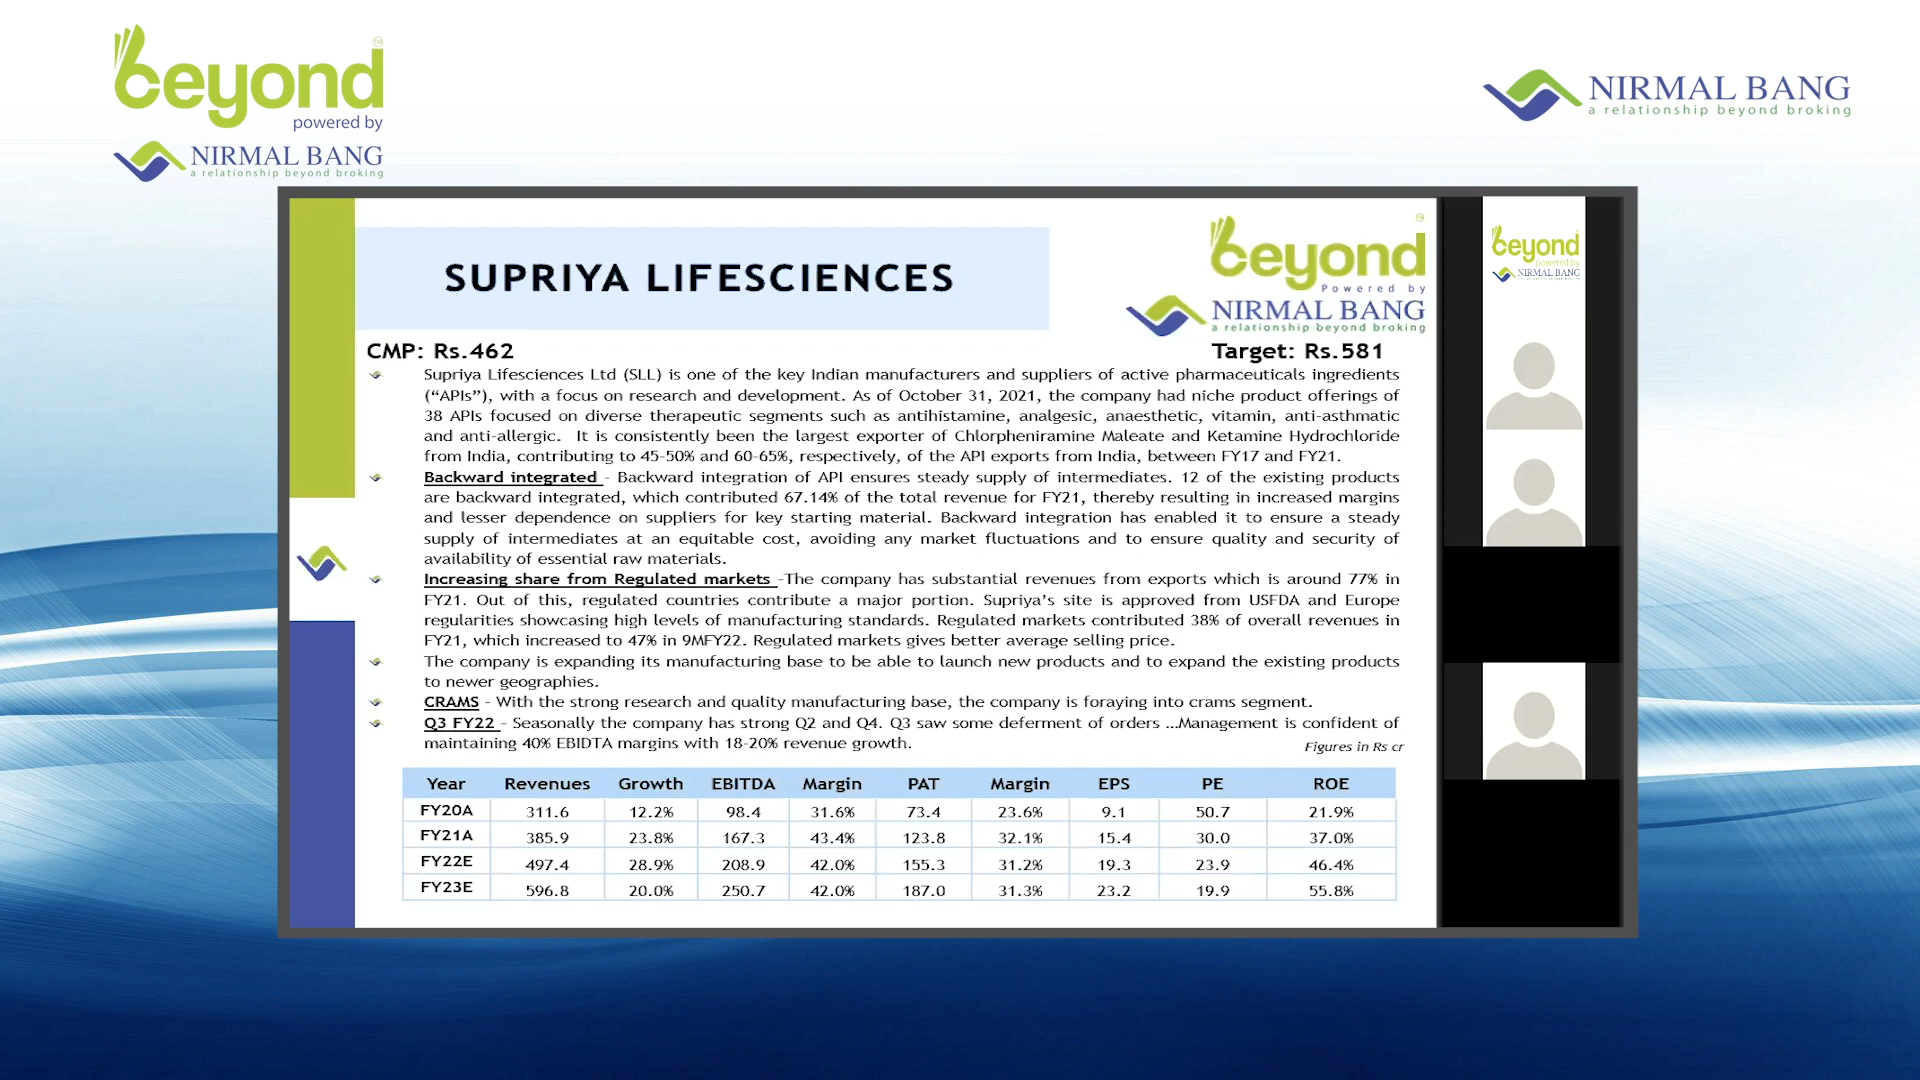 beyond
TM
powered by
NIRMAL BANG
a relationship beyond broking
NIRMAL BANG
a relationship beyond broking
SUPRIYA LIFESCIENCES
beyond
Powered by
NIRMAL BANG
a relationship beyond broking
beyond
powered by
NIRMAL BANG
CMP: Rs.462
Target: Rs.581
Supriya Lifesciences Ltd (SLL) is one of the key Indian manufacturers and suppliers of active pharmaceuticals ingredients
(“APIs”), with a focus on research and development. As of October 31, 2021, the company had niche product offerings of
38 APIs focused on diverse therapeutic segments such as antihistamine, analgesic, anaesthetic, vitamin, anti-asthmatic
and anti-allergic. It is consistently been the largest exporter of Chlorpheniramine Maleate and Ketamine Hydrochloride
from India, contributing to 45-50% and 60-65%, respectively, of the API exports from India, between FY17 and FY21.
Backward integrated - Backward integration of API ensures steady supply of intermediates. 12 of the existing products
are backward integrated, which contributed 67.14% of the total revenue for FY21, thereby resulting in increased margins
and lesser dependence on suppliers for key starting material. Backward integration has enabled it to ensure a steady
supply of intermediates at an equitable cost, avoiding any market fluctuations and to ensure quality and security of
availability of essential raw materials.
Increasing share from Regulated markets -The company has substantial revenues from exports which is around 77% in
FY21. Out of this, regulated countries contribute a major portion. Supriya’s site is approved from USFDA and Europe
regularities showcasing high levels of manufacturing standards. Regulated markets contributed 38% of overall revenues in
FY21, which increased to 47% in 9MFY22. Regulated markets gives better average selling price.
The company is expanding its manufacturing base to be able to launch new products and to expand the existing products
to newer geographies.
CRAMS - With the strong research and quality manufacturing base, the company is foraying into crams segment.
Q3 FY22 - Seasonally the company has strong Q2 and Q4. Q3 saw some deferment of orders ...Management is confident of
maintaining 40% EBIDTA margins with 18-20% revenue growth.
Figures in Rs cr
Year Revenues Growth EBITDA Margin PAT Margin EPS PE ROE
FY20A 311.6 12.2% 98.4 31.6% 73.4 23.6% 9.1 50.7 21.9%
FY21A 385.9 23.8% 167.3 43.4% 123.8 32.1% 15.4 30.0 37.0%
FY22E 497.4 28.9% 208.9 42.0% 155.3 31.2% 19.3 23.9 46.4%
FY23E 596.8 20.0% 250.7 42.0% 187.0 31.3% 23.2 19.9 55.8%